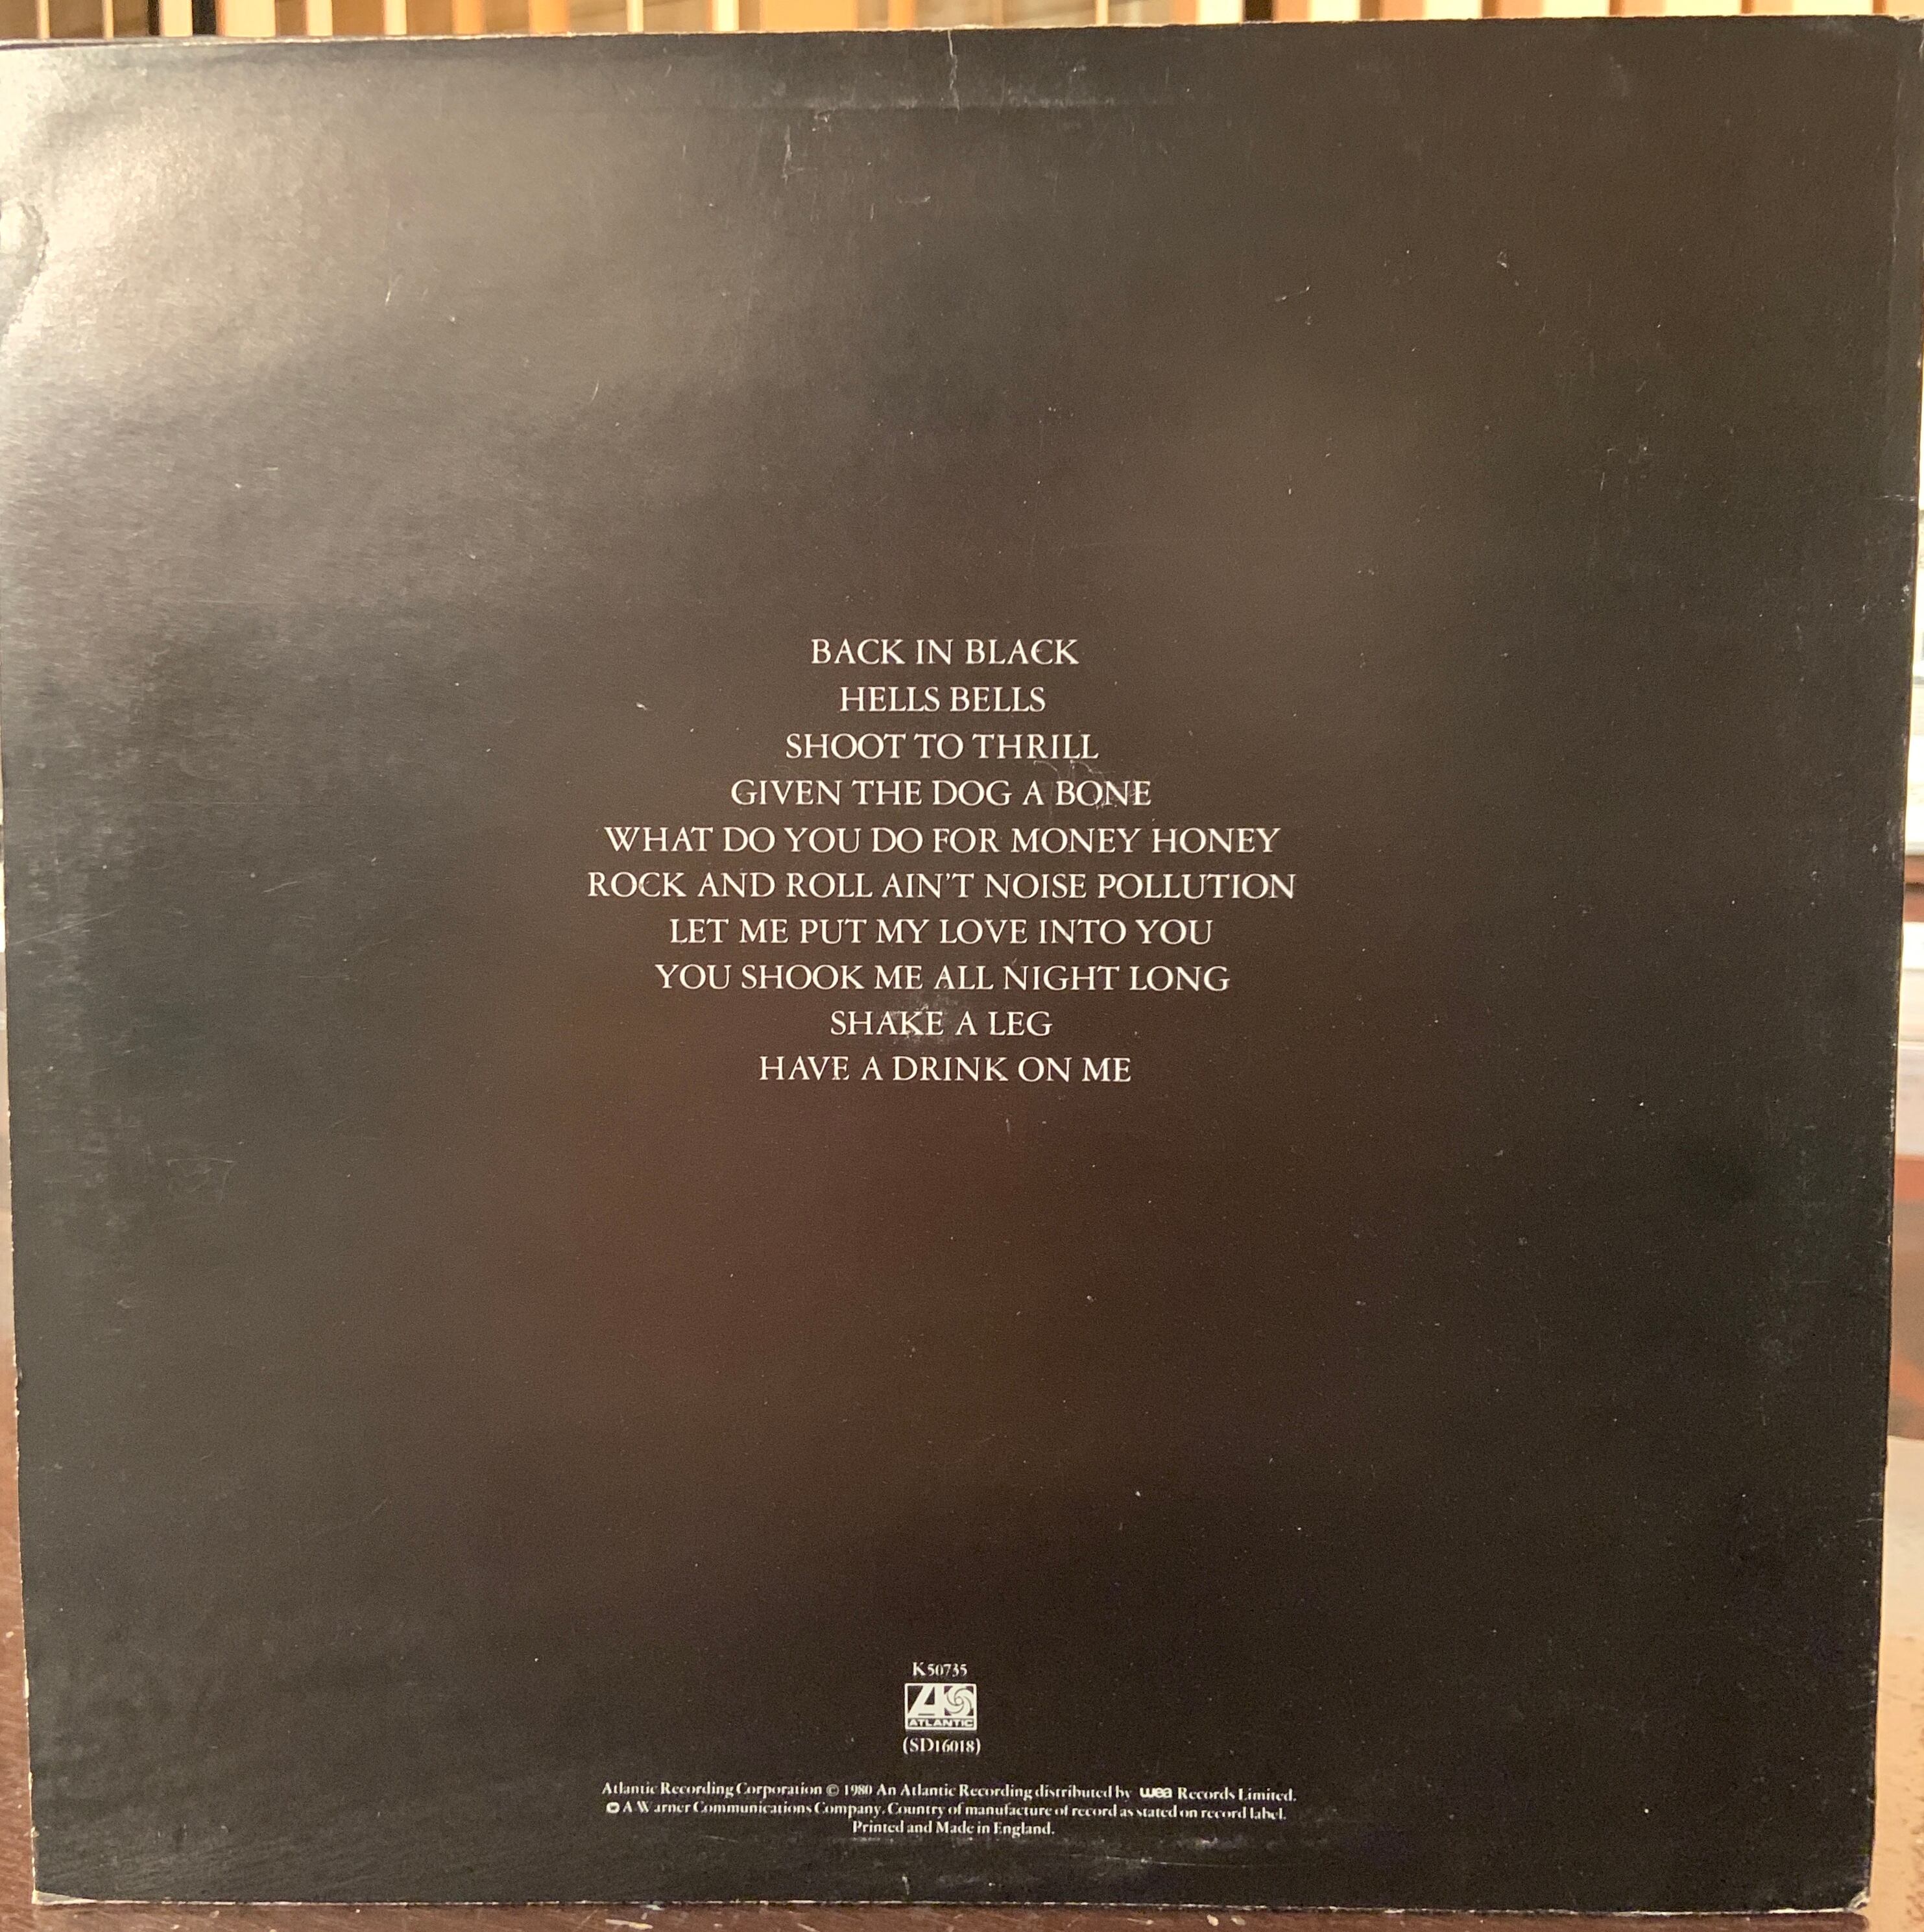 BACK IN BLACK
HELLS BELLS
SHOOT TO THRILL
GIVEN THE DOG A BONE
WHAT DO YOU DO FOR MONEY HONEY
ROCK AND ROLL AIN'T NOISE POLLUTION
LET ME PUT MY LOVE INTO YOU
YOU SHOOK ME ALL NIGHT LONG
SHAKE A LEG
HAVE A DRINK ON ME
K50735
ATLANTIC
(SD16018)
Atlantic Recording Corporation © 1980 An Atlantic Recording distributed by wea Records Limited.
A Warner Communications Company. Country of manufacture of record as stated on record label.
Printed and Made in England.